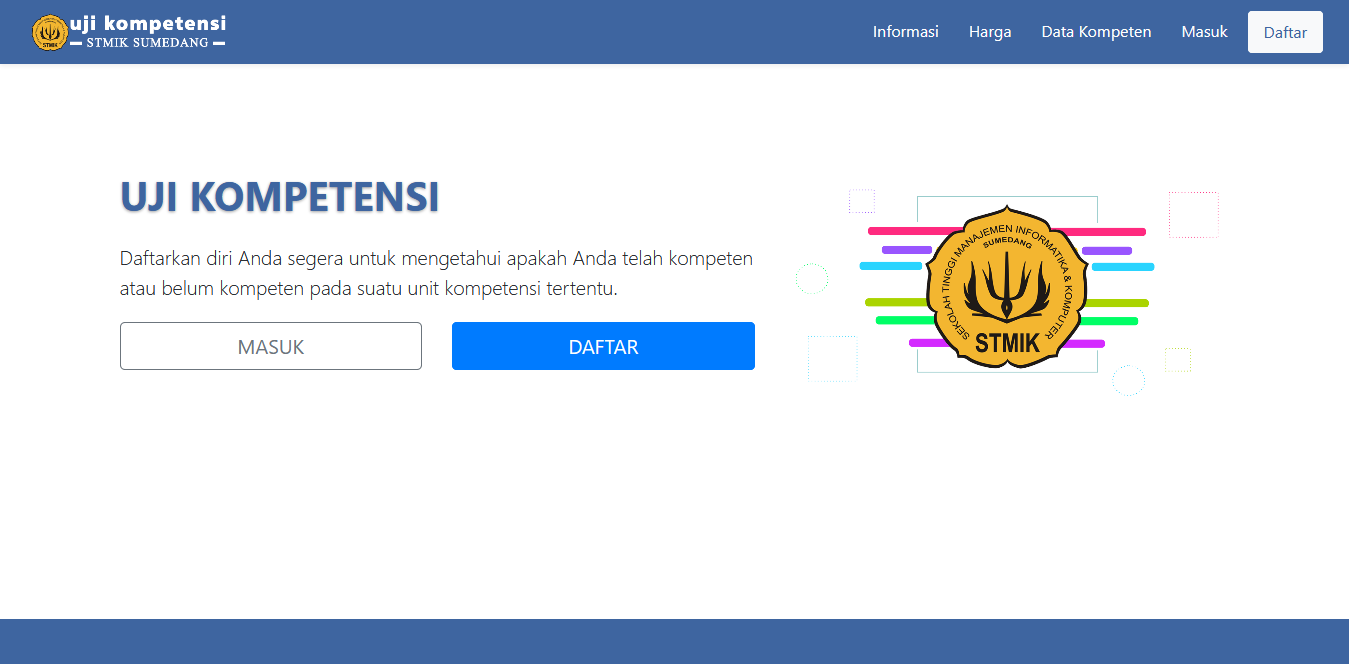 uji kompetensi
STMIK SUMEDANG
STMIK
Informasi
Harga
Data Kompeten
Masuk
Daftar
UJI KOMPETENSI
Daftarkan diri Anda segera untuk mengetahui apakah Anda telah kompeten
atau belum kompeten pada suatu unit kompetensi tertentu.
MASUK
DAFTAR
SEKOLAH TINGGI MANAJEMEN INFORMATIKA & KOMPUTER
SUMEDANG
STMIK